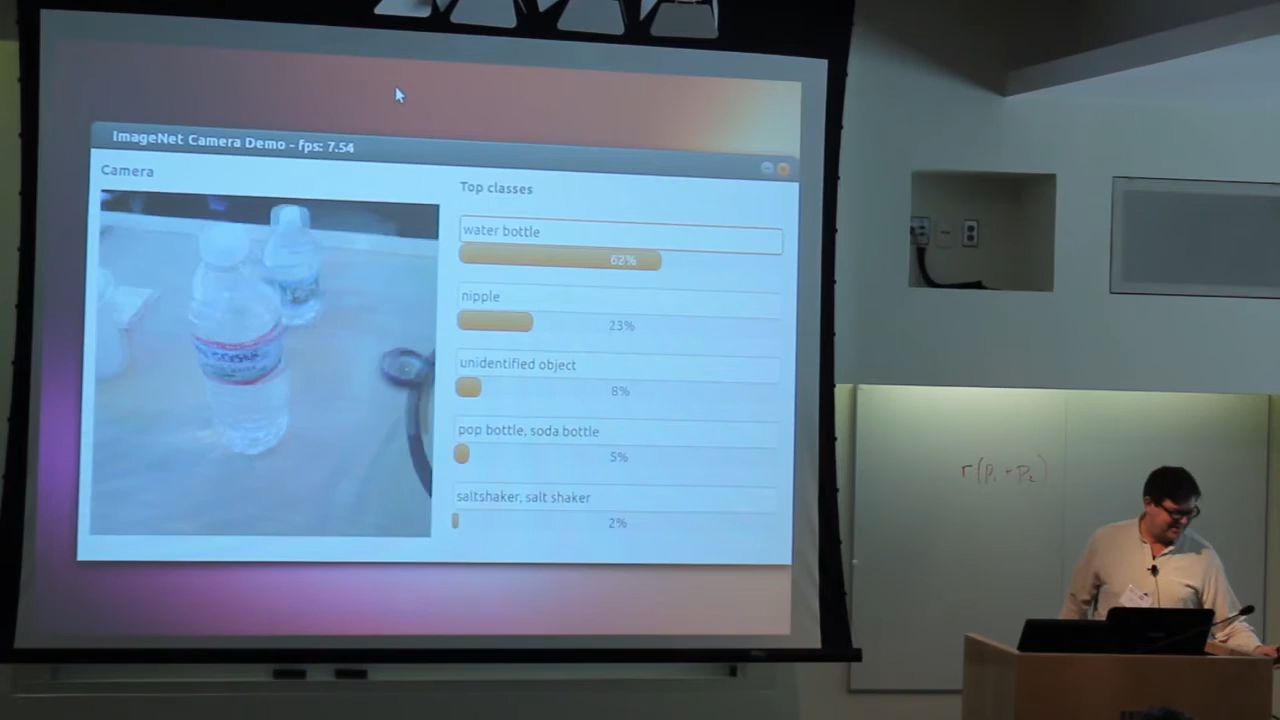 ImageNet Camera Demo - fps: 7.54
Camera
Top classes
water bottle
62%
nipple
23%
unidentified object
8%
pop bottle, soda bottle
5%
saltshaker, salt shaker
2%